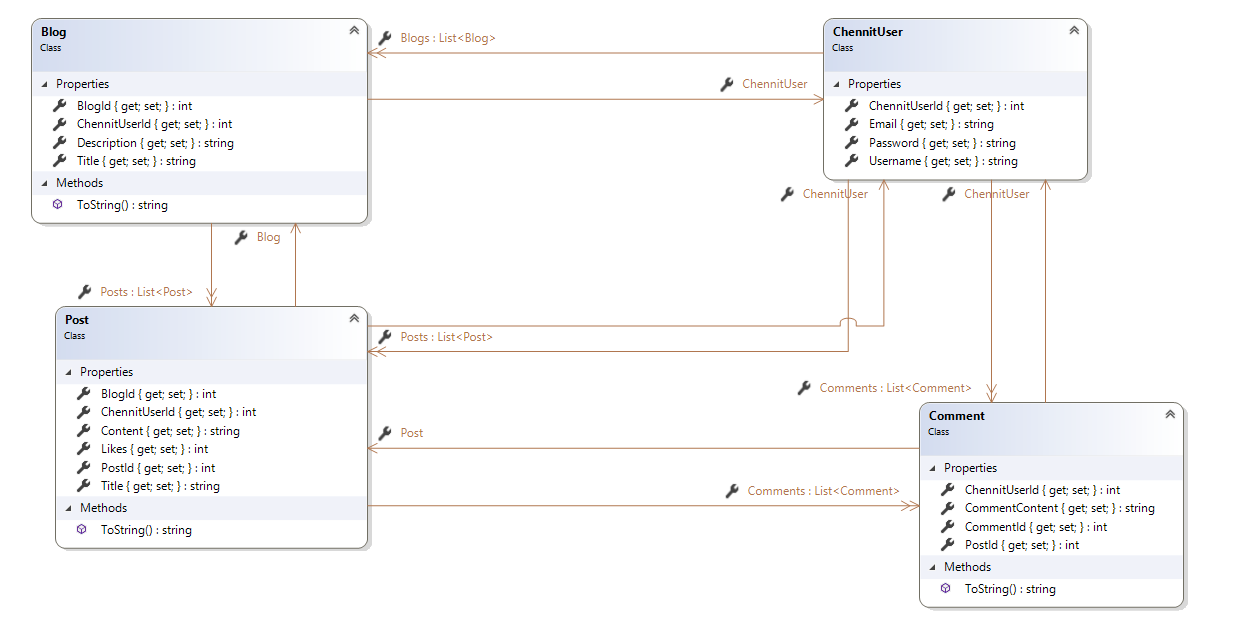 Blog
Class
Properties
BlogId { get; set; } : int
ChennitUserId { get; set; } : int
Description { get; set; } : string
Title { get; set; } : string
Methods
ToString() : string
Blogs : List<Blog>
ChennitUser
ChennitUser
Class
Properties
ChennitUserId { get; set; } : int
Email { get; set; } : string
Password { get; set; } : string
Username { get; set; } : string
ChennitUser
ChennitUser
Blog
Posts : List<Post>
Post
Class
Properties
BlogId { get; set; } : int
ChennitUserId { get; set; } : int
Content { get; set; } : string
Likes { get; set; } : int
PostId { get; set; } : int
Title { get; set; } : string
Methods
ToString() : string
Posts : List<Post>
Comments : List<Comment>
Post
Comments : List<Comment>
Comment
Class
Properties
ChennitUserId { get; set; } : int
CommentContent { get; set; } : string
CommentId { get; set; } : int
PostId { get; set; } : int
Methods
ToString() : string